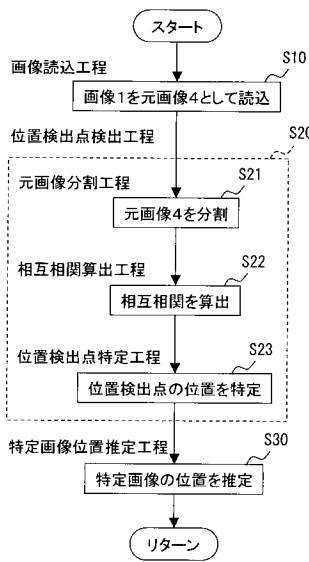 スタート
画像読込工程
S10
画像1を元画像4として読込
位置検出点検出工程
S20
元画像分割工程
S21
元画像4を分割
相互相関算出工程
S22
相互相関を算出
位置検出点特定工程
S23
位置検出点の位置を特定
特定画像位置推定工程
S30
特定画像の位置を推定
リターン